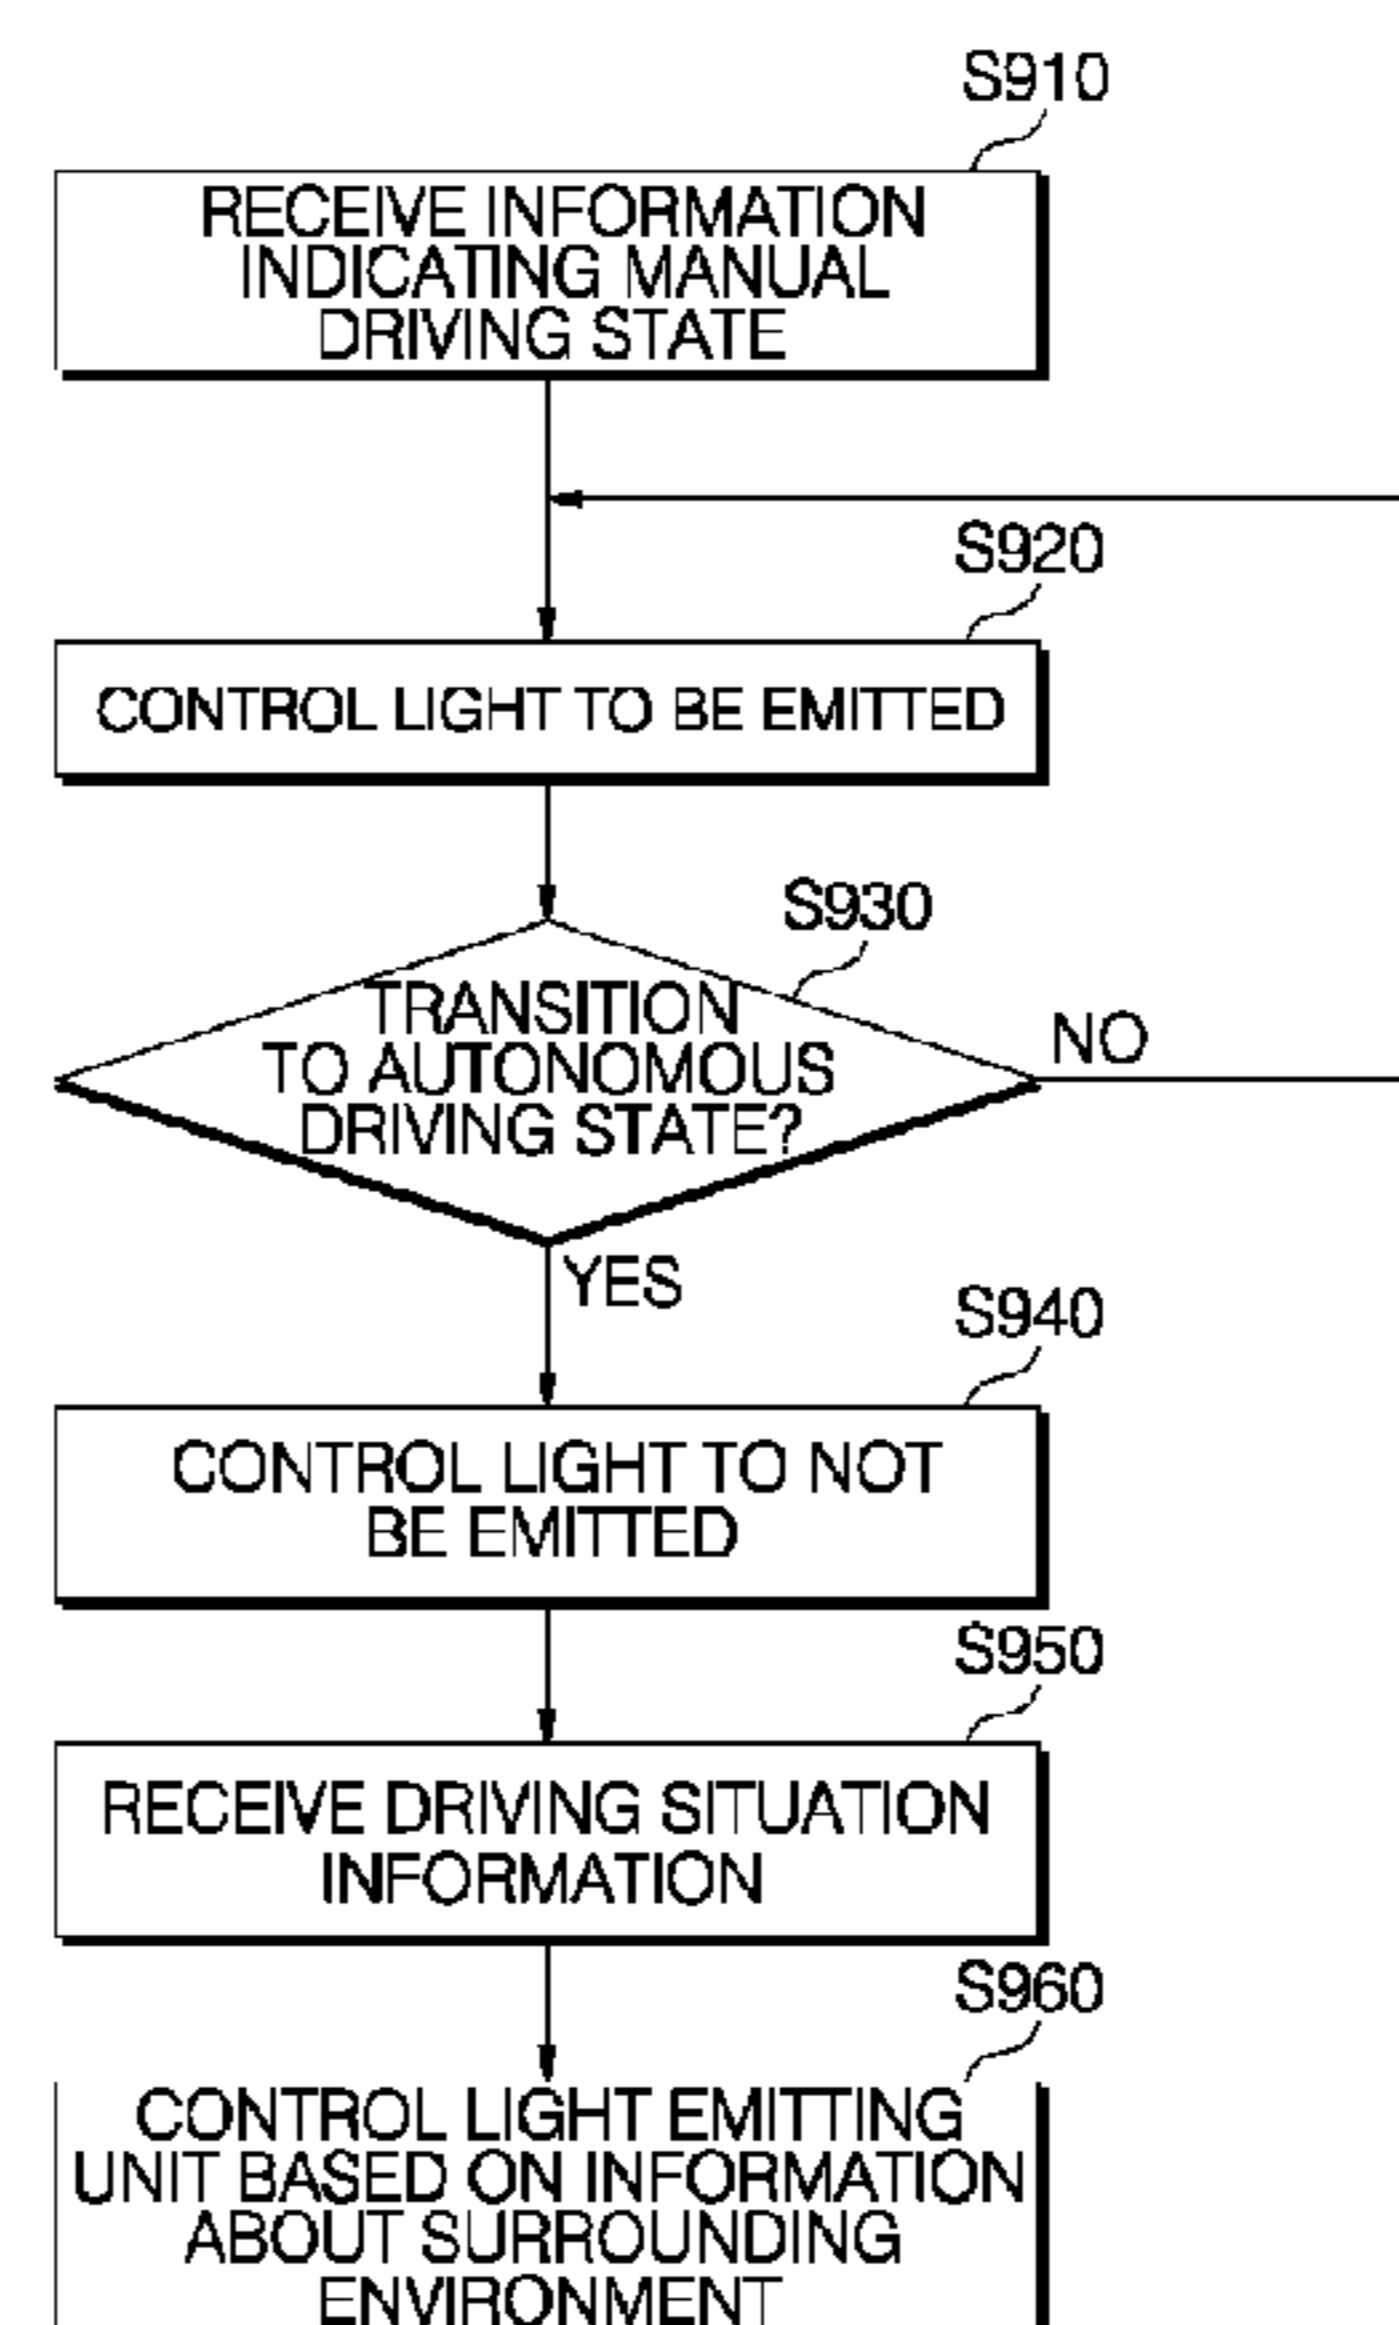 S910
RECEIVE INFORMATION
INDICATING MANUAL
DRIVING STATE
S920
CONTROL LIGHT TO BE EMITTED
S930
TRANSITION
TO AUTONOMOUS
DRIVING STATE?
NO
YES
S940
CONTROL LIGHT TO NOT
BE EMITTED
S950
RECEIVE DRIVING SITUATION
INFORMATION
S960
CONTROL LIGHT EMITTING
UNIT BASED ON INFORMATION
ABOUT SURROUNDING
ENVIRONMENT